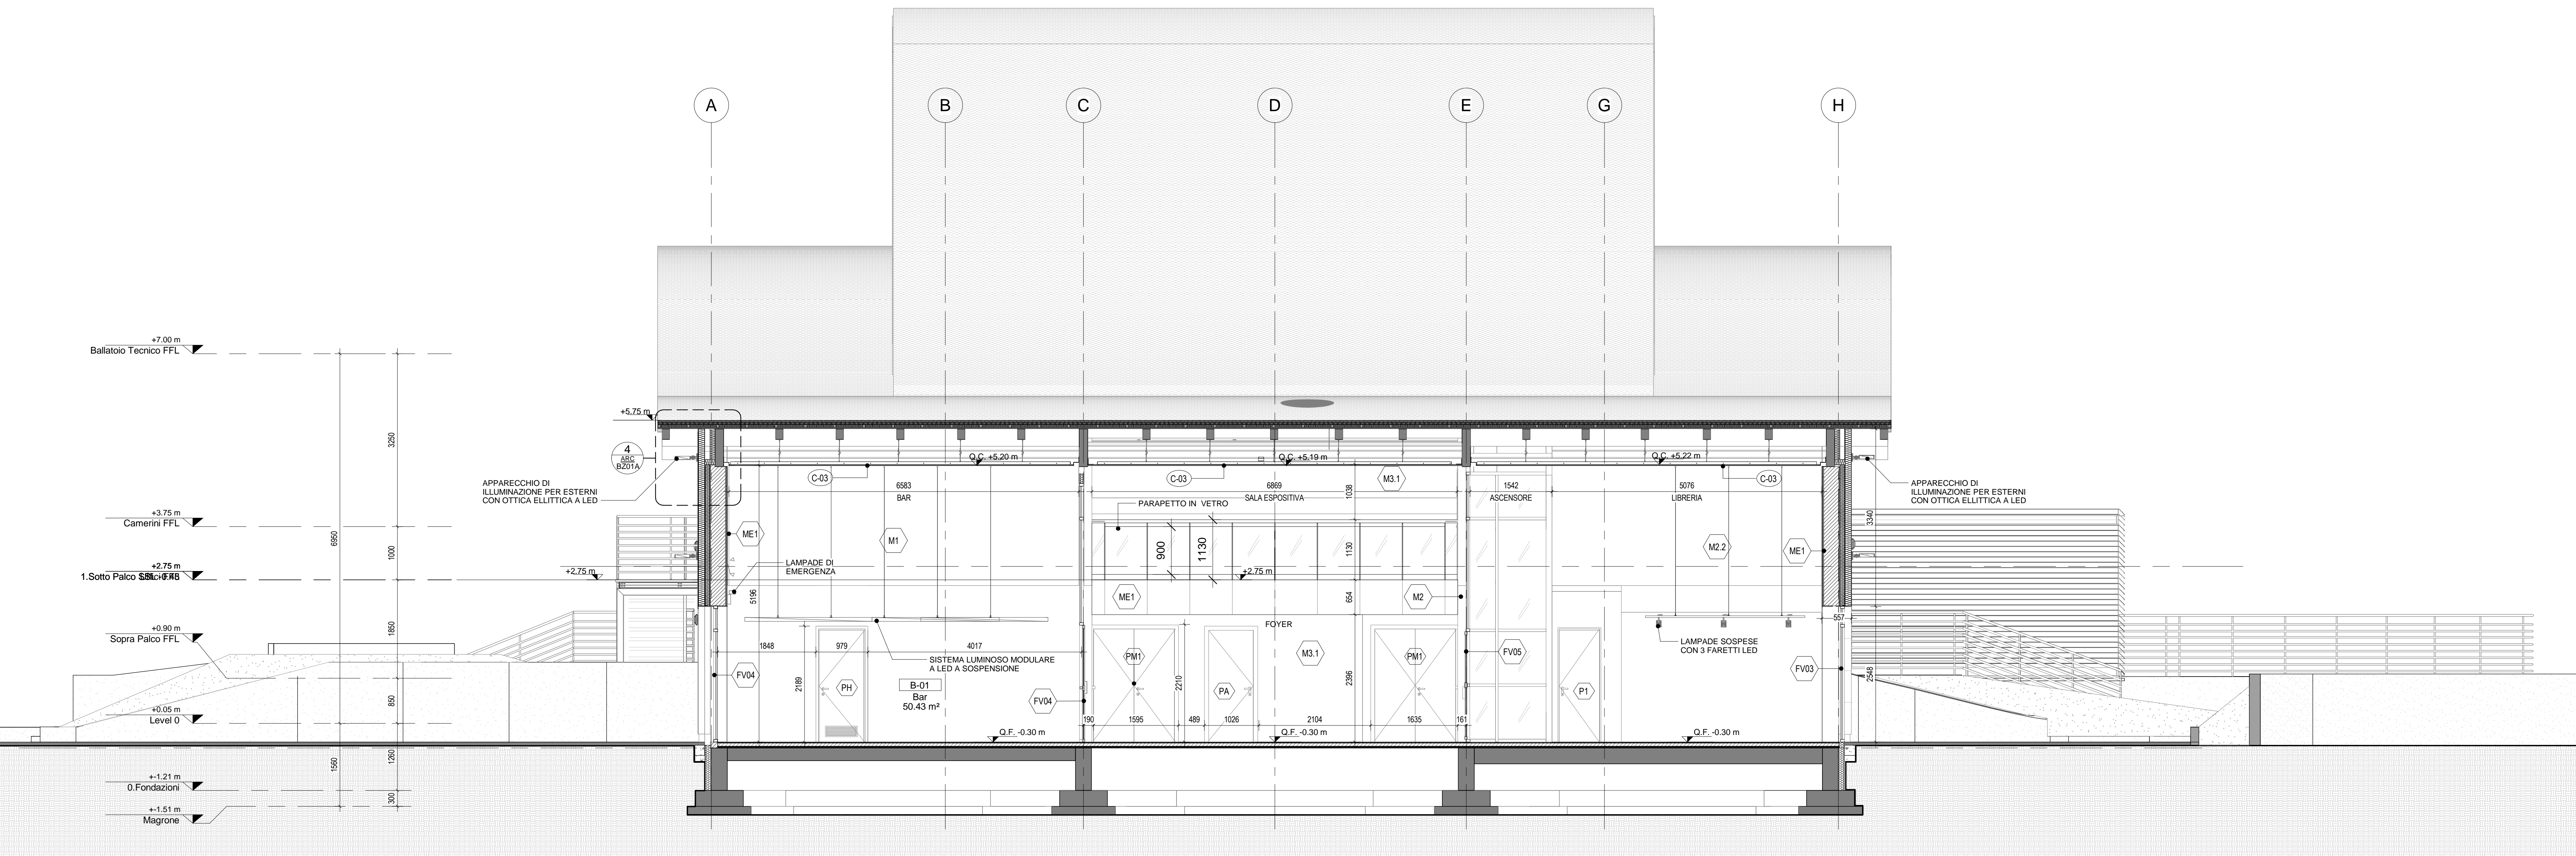 A
B
C
D
E
G
H
+7.00 m
Ballatoio Tecnico FFL
+3.75 m
Camerini FFL
+2.75 m
+0.90 m
Sopra Palco FFL
+0.05 m
Level 0
+-1.21 m
0.Fondazioni
+-1.51 m
Magrone
6950
1560
3250
1000
1850
850
1260
300
+5.75 m
4
ARC
BZ01A
APPARECCHIO DI
ILLUMINAZIONE PER ESTERNI
CON OTTICA ELLITTICA A LED
+2.75 m
Q.C. +5.20 m
C-03
6583
BAR
ME1
M1
LAMPADE DI
EMERGENZA
5196
1848
979
4017
SISTEMA LUMINOSO MODULARE
A LED A SOSPENSIONE
FV04
2189
PH
B-01
Bar
50.43 m²
FV04
Q.F. -0.30 m
Q.C. +5.19 m
C-03
M3.1
6869
SALA ESPOSITIVA
1038
PARAPETTO IN VETRO
900
1130
1130
+2.75 m
ME1
M2
654
FOYER
PM1
M3.1
PM1
2210
PA
2396
190
1595
489
1026
2104
1635
161
Q.F. -0.30 m
Q.C. +5.22 m
C-03
1542
ASCENSORE
5076
LIBRERIA
M2.2
ME1
FV05
P1
LAMPADE SOSPESE
CON 3 FARETTI LED
557
FV03
Q.F. -0.30 m
3340
2548
APPARECCHIO DI
ILLUMINAZIONE PER ESTERNI
CON OTTICA ELLITTICA A LED